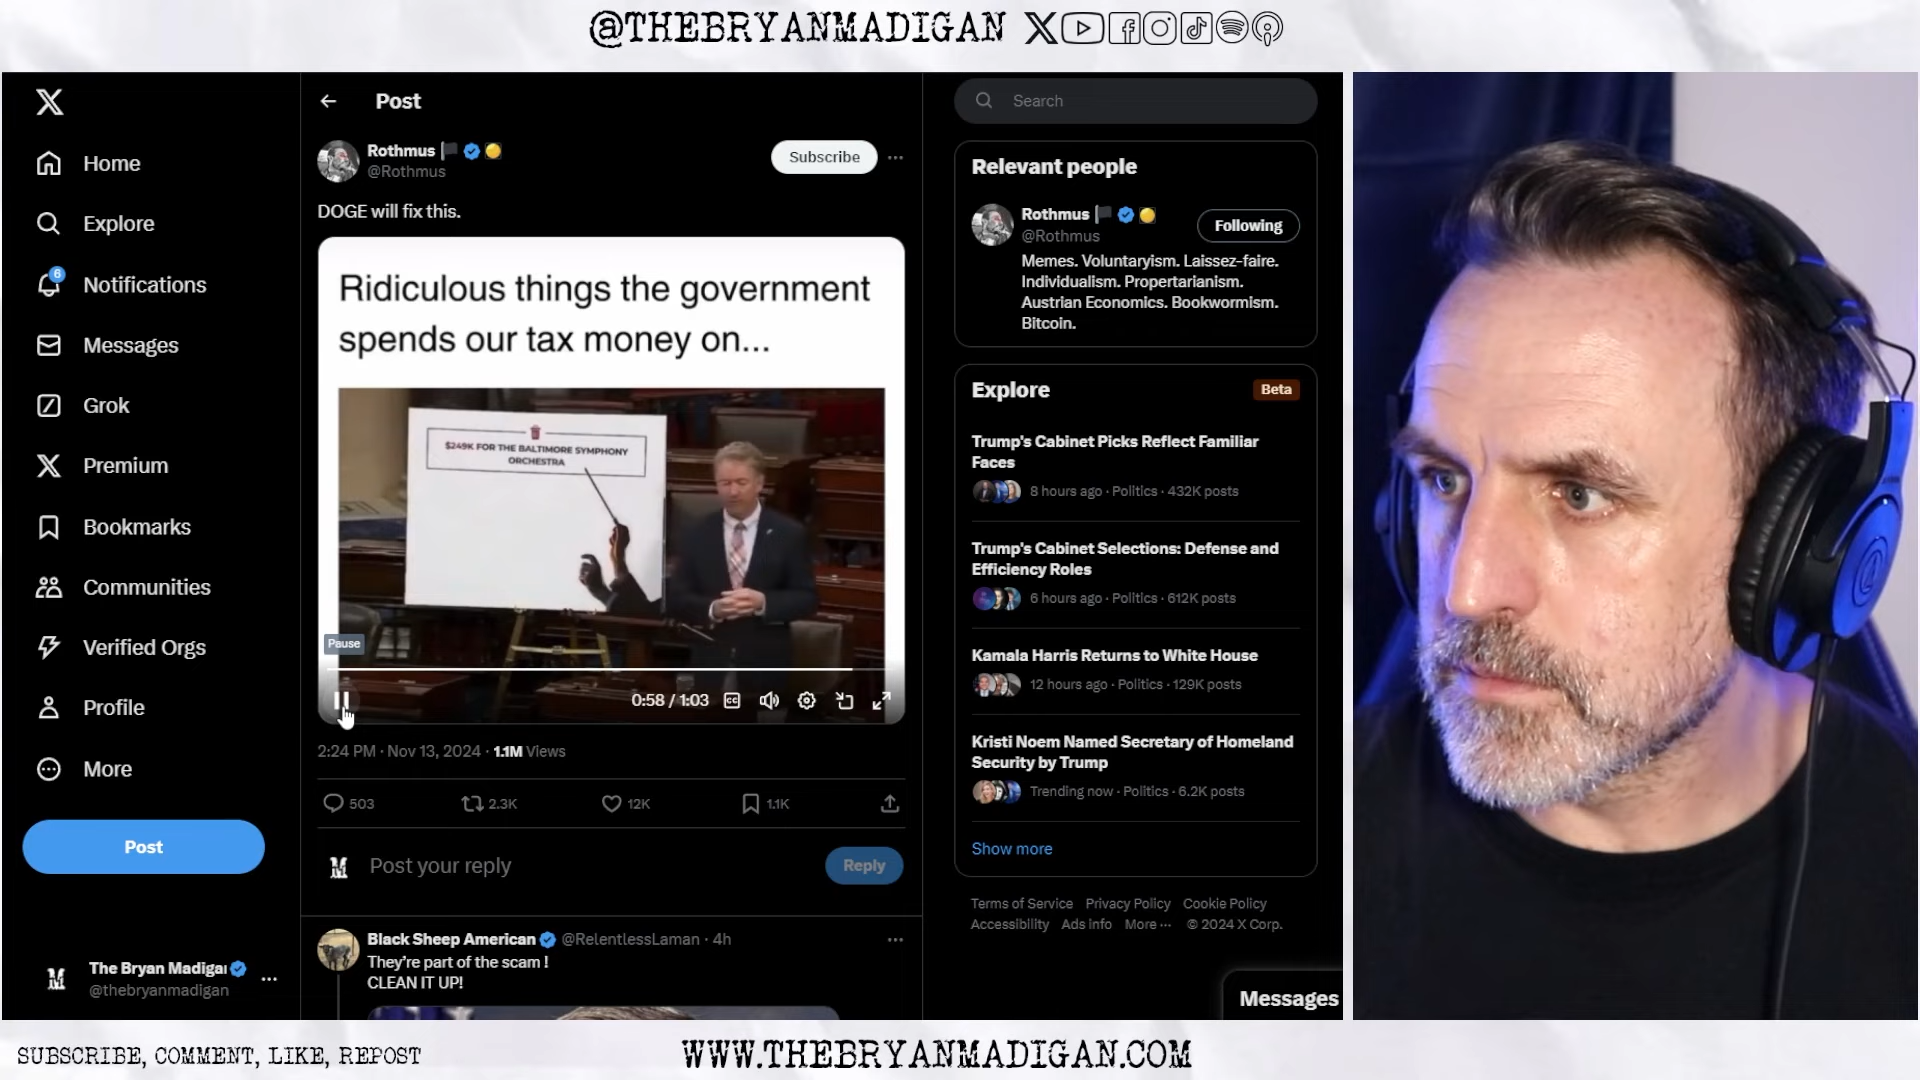 @THEBRYANMADIGAN
Post
Search
Home
Explore
6
Notifications
Messages
Grok
Premium
Bookmarks
Communities
Verified Orgs
Profile
More
Post
The Bryan Madigan
@thebryanmadigan
Rothmus
@Rothmus
Subscribe
DOGE will fix this.
Ridiculous things the government
spends our tax money on...
$249K FOR THE BALTIMORE SYMPHONY
ORCHESTRA
Pause
0:58 / 1:03
CC
2:24 PM · Nov 13, 2024 · 1.1M Views
503
2.3K
12K
1.1K
Post your reply
Reply
Black Sheep American @RelentlessLaman · 4h
They're part of the scam !
CLEAN IT UP!
Relevant people
Rothmus
@Rothmus
Following
Memes. Voluntaryism. Laissez-faire.
Individualism. Propertarianism.
Austrian Economics. Bookwormism.
Bitcoin.
Explore
Beta
Trump's Cabinet Picks Reflect Familiar
Faces
8 hours ago · Politics · 432K posts
Trump's Cabinet Selections: Defense and
Efficiency Roles
6 hours ago · Politics · 612K posts
Kamala Harris Returns to White House
12 hours ago · Politics · 129K posts
Kristi Noem Named Secretary of Homeland
Security by Trump
Trending now · Politics · 6.2K posts
Show more
Terms of Service Privacy Policy Cookie Policy
Accessibility Ads info More ··· © 2024 X Corp.
Messages
SUBSCRIBE, COMMENT, LIKE, REPOST
WWW.THEBRYANMADIGAN.COM